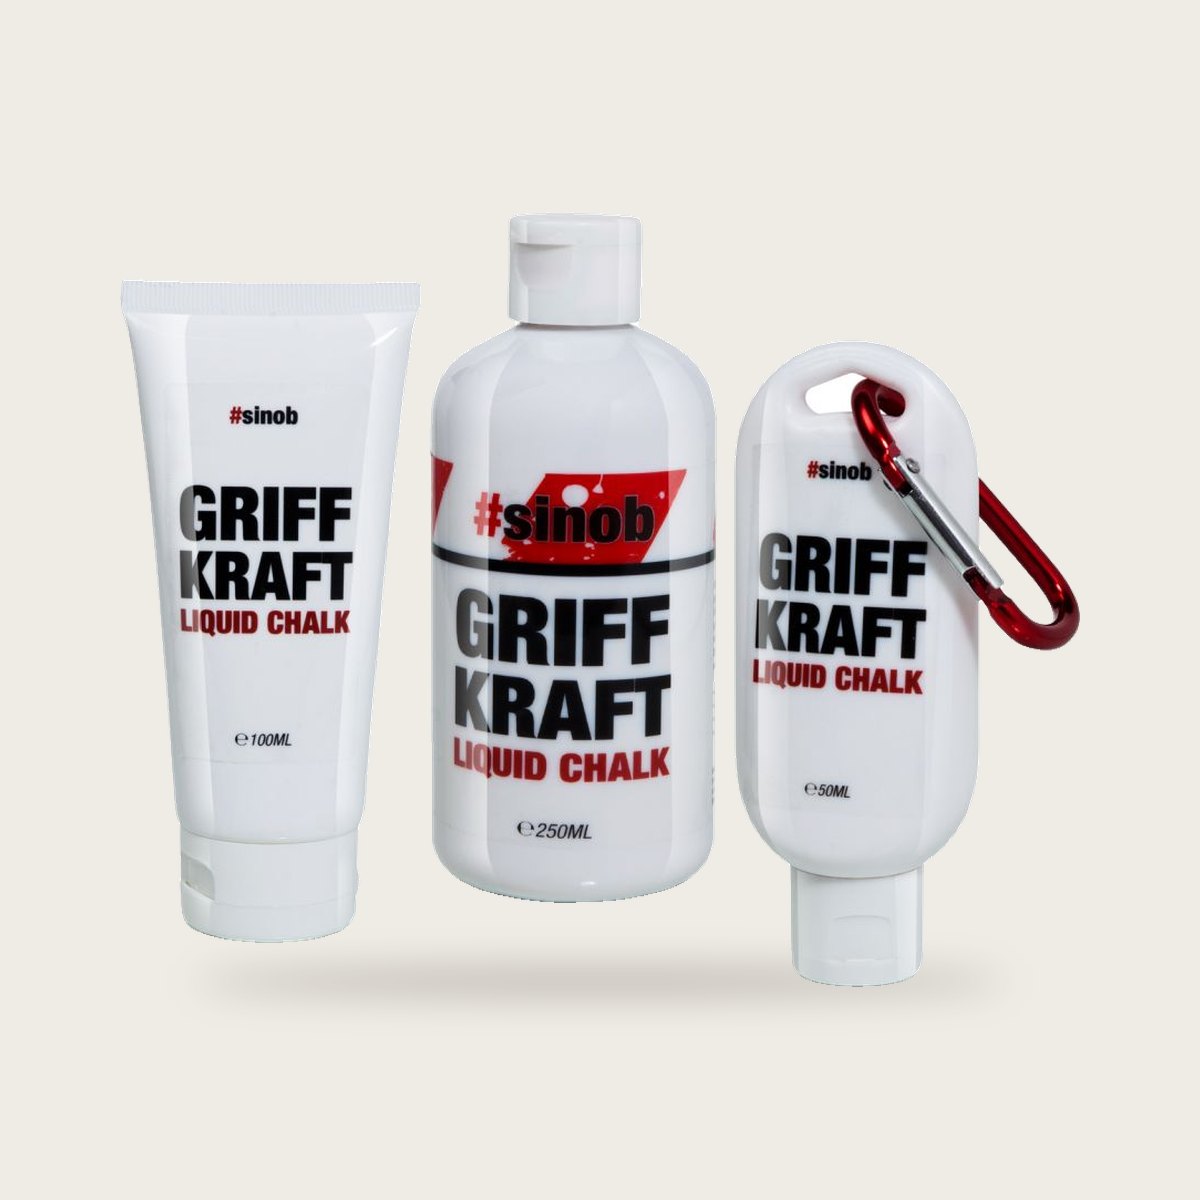 #sinob
GRIFF
KRAFT
LIQUID CHALK
℮100ML
#sinob
GRIFF
KRAFT
LIQUID CHALK
℮250ML
#sinob
GRIFF
KRAFT
LIQUID CHALK
℮50ML